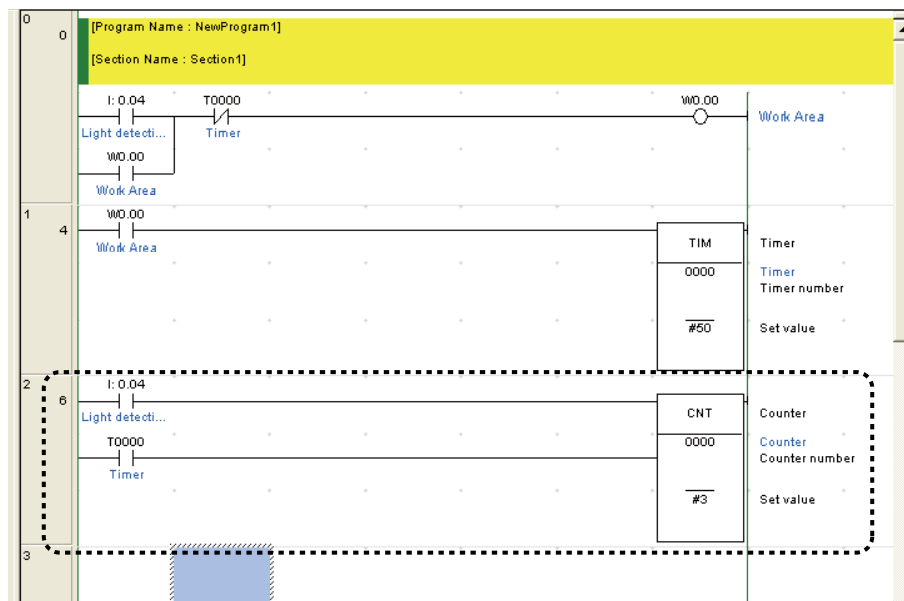 0
0
[Program Name : NewProgram1]
[Section Name : Section1]
I: 0.04 T0000 W0.00
Work Area
Light detecti... Timer
W0.00
Work Area
1
4
W0.00
Work Area
TIM Timer
0000 Timer
Timer number
#50 Set value
2
6
I: 0.04
Light detecti...
CNT Counter
T0000 0000 Counter
Counter number
Timer
#3 Set value
3